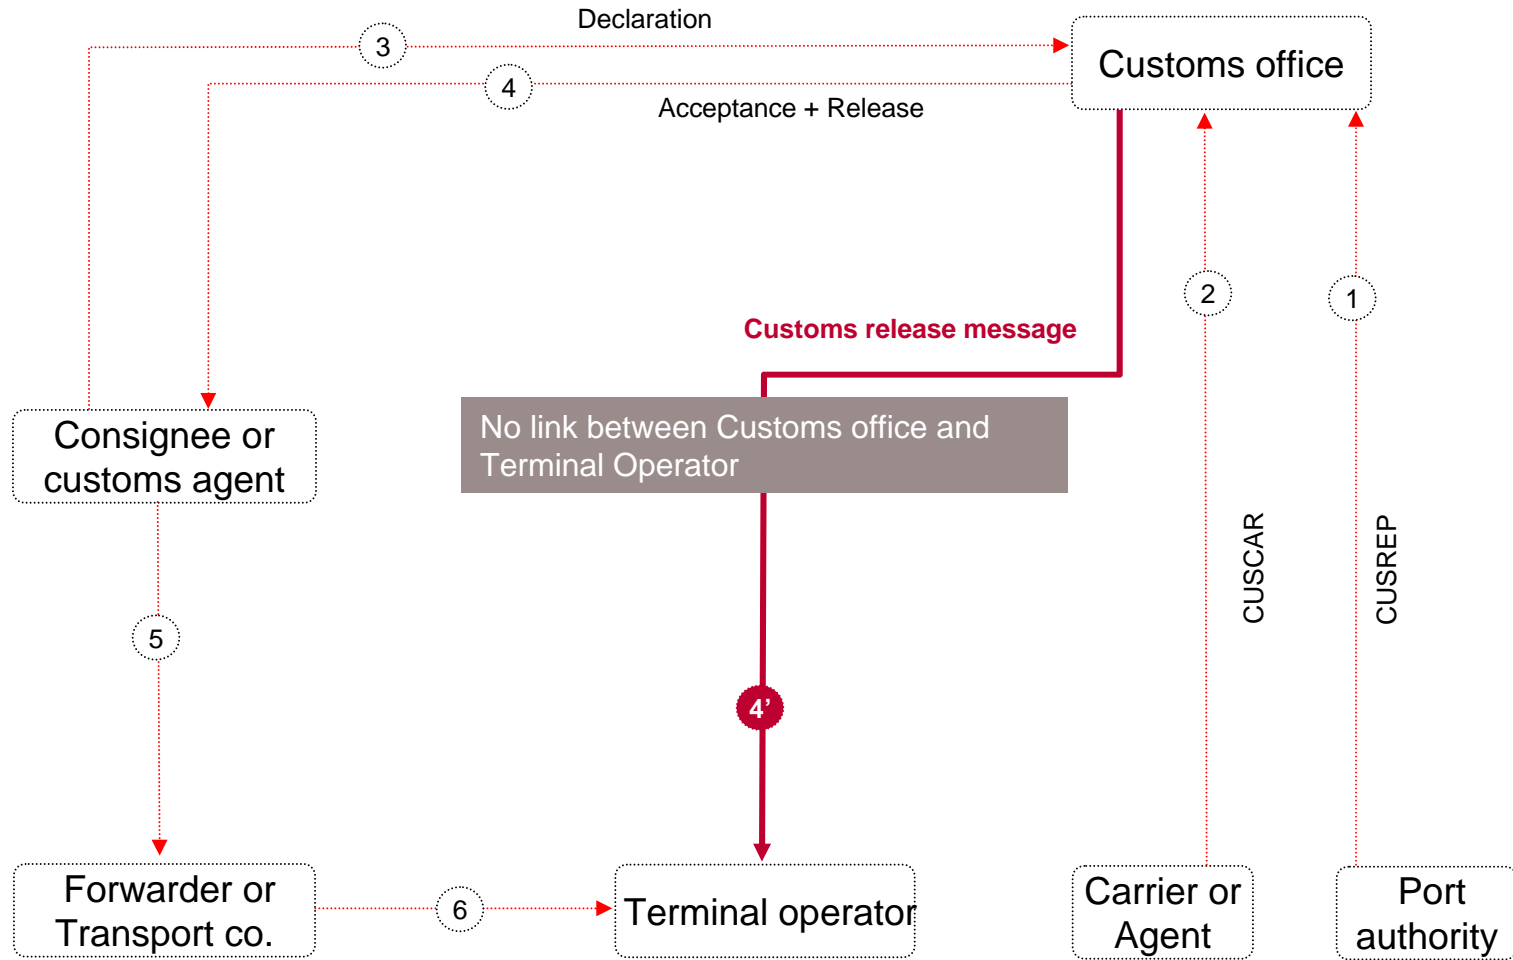 Declaration
3
Customs office
4
Acceptance + Release
2
1
Customs release message
No link between Customs office and
Terminal Operator
Consignee or
customs agent
CUSCAR
CUSREP
5
4’
Forwarder or
Transport co.
6
Terminal operator
Carrier or
Agent
Port
authority